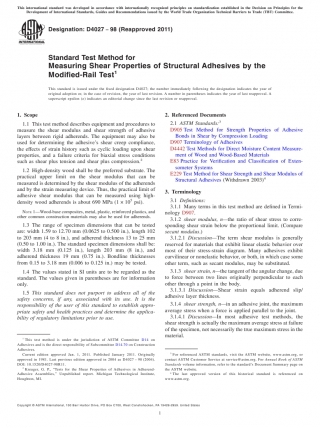 This international standard was developed in accordance with internationally recognized principles on standardization established in the Decision on Principles for the
Development of International Standards, Guides and Recommendations issued by the World Trade Organization Technical Barriers to Trade (TBT) Committee.
Designation: D4027 − 98 (Reapproved 2011)
Standard Test Method for
Measuring Shear Properties of Structural Adhesives by the
Modified-Rail Test1
This standard is issued under the fixed designation D4027; the number immediately following the designation indicates the year of
original adoption or, in the case of revision, the year of last revision. A number in parentheses indicates the year of last reapproval. A
superscript epsilon (ε) indicates an editorial change since the last revision or reapproval.
1. Scope
1.1 This test method describes equipment and procedures to
measure the shear modulus and shear strength of adhesive
layers between rigid adherends. The equipment may also be
used for determining the adhesive's shear creep compliance,
the effects of strain history such as cyclic loading upon shear
properties, and a failure criteria for biaxial stress conditions
such as shear plus tension and shear plus compression.2
1.2 High-density wood shall be the preferred substrate. The
practical upper limit on the shear modulus that can be
measured is determined by the shear modulus of the adherends
and by the strain measuring device. Thus, the practical limit of
adhesive shear modulus that can be measured using high-
density wood adherends is about 690 MPa (1 × 105 psi).
NOTE 1—Wood-base composites, metal, plastic, reinforced plastics, and
other common construction materials may also be used for adherends.
1.3 The range of specimen dimensions that can be tested
are: width 1.59 to 12.70 mm (0.0625 to 0.500 in.), length 102
to 203 mm (4 to 8 in.), and adherend thickness 13 to 25 mm
(0.50 to 1.00 in.). The standard specimen dimensions shall be:
width 3.18 mm (0.125 in.), length 203 mm (8 in.), and
adherend thickness 19 mm (0.75 in.). Bondline thicknesses
from 0.15 to 3.18 mm (0.006 to 0.125 in.) may be tested.
1.4 The values stated in SI units are to be regarded as the
standard. The values given in parentheses are for information
only.
1.5 This standard does not purport to address all of the
safety concerns, if any, associated with its use. It is the
responsibility of the user of this standard to establish appro-
priate safety and health practices and determine the applica-
bility of regulatory limitations prior to use.
1 This test method is under the jurisdiction of ASTM Committee D14 on
Adhesives and is the direct responsibility of Subcommittee D14.70 on Construction
Adhesives.
Current edition approved Jan. 1, 2011. Published January 2011. Originally
approved in 1981. Last previous edition approved in 2004 as D4027 – 98 (2004).
DOI: 10.1520/D4027-98R11.
2 Krueger, G. P., "Tests for the Shear Properties of Adhesives in Adherend
Adhesives Assemblies," Unpublished report. Michigan Technological Institute,
Houghton, MI.
2. Referenced Documents
2.1 ASTM Standards:3
D905 Test Method for Strength Properties of Adhesive
Bonds in Shear by Compression Loading
D907 Terminology of Adhesives
D4442 Test Methods for Direct Moisture Content Measure-
ment of Wood and Wood-Based Materials
E83 Practice for Verification and Classification of Exten-
someter Systems
E229 Test Method for Shear Strength and Shear Modulus of
Structural Adhesives (Withdrawn 2003)4
3. Terminology
3.1 Definitions:
3.1.1 Many terms in this test method are defined in Termi-
nology D907.
3.1.2 shear modulus, n—the ratio of shear stress to corre-
sponding shear strain below the proportional limit. (Compare
secant modulus.)
3.1.2.1 Discussion—The term shear modulus is generally
reserved for materials that exhibit linear elastic behavior over
most of their stress-strain diagram. Many adhesives exhibit
curvilinear or nonelastic behavior, or both, in which case some
other term, such as secant modulus, may be substituted.
3.1.3 shear strain, n—the tangent of the angular change, due
to force between two lines originally perpendicular to each
other through a point in the body.
3.1.3.1 Discussion—Shear strain equals adherend slip/
adhesive layer thickness.
3.1.4 shear strength, n—in an adhesive joint, the maximum
average stress when a force is applied parallel to the joint.
3.1.4.1 Discussion—In most adhesive test methods, the
shear strength is actually the maximum average stress at failure
of the specimen, not necessarily the true maximum stress in the
material.
3 For referenced ASTM standards, visit the ASTM website, www.astm.org, or
contact ASTM Customer Service at service@astm.org. For Annual Book of ASTM
Standards volume information, refer to the standard's Document Summary page on
the ASTM website.
4 The last approved version of this historical standard is referenced on
www.astm.org.
Copyright © ASTM International, 100 Barr Harbor Drive, PO Box C700, West Conshohocken, PA 19428-2959. United States
1